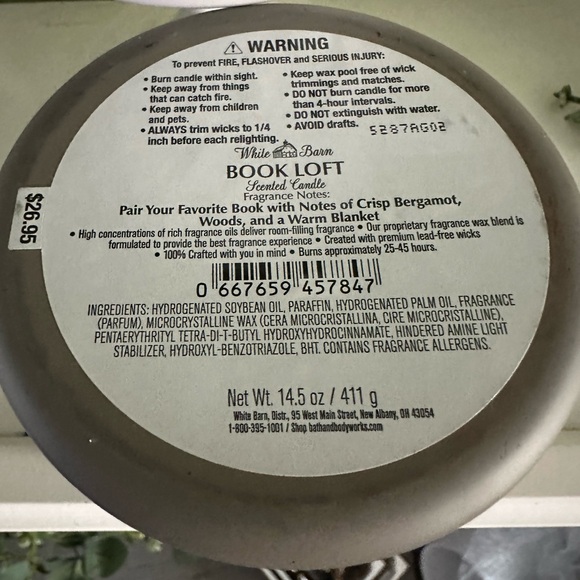 ⚠ WARNING
To prevent FIRE, FLASHOVER and SERIOUS INJURY:
• Burn candle within sight.
• Keep away from things
that can catch fire.
• Keep away from children
and pets.
• ALWAYS trim wicks to 1/4
inch before each relighting.
• Keep wax pool free of wick
trimmings and matches.
• DO NOT burn candle for more
than 4-hour intervals.
• DO NOT extinguish with water.
• AVOID drafts.
5287AG02
White Barn
BOOK LOFT
Scented Candle
Fragrance Notes:
Pair Your Favorite Book with Notes of Crisp Bergamot,
Woods, and a Warm Blanket
• High concentrations of rich fragrance oils deliver room-filling fragrance • Our proprietary fragrance wax blend is
formulated to provide the best fragrance experience • Created with premium lead-free wicks
• 100% Crafted with you in mind • Burns approximately 25-45 hours.
$26.95
0 667659 457847
INGREDIENTS: HYDROGENATED SOYBEAN OIL, PARAFFIN, HYDROGENATED PALM OIL, FRAGRANCE
(PARFUM), MICROCRYSTALLINE WAX (CERA MICROCRISTALLINA, CIRE MICROCRISTALLINE),
PENTAERYTHRITYL TETRA-DI-T-BUTYL HYDROXYHYDROCINNAMATE, HINDERED AMINE LIGHT
STABILIZER, HYDROXYL-BENZOTRIAZOLE, BHT. CONTAINS FRAGRANCE ALLERGENS.
Net Wt. 14.5 oz / 411 g
White Barn, Distr., 95 West Main Street, New Albany, OH 43054
1-800-395-1001 / Shop bathandbodyworks.com